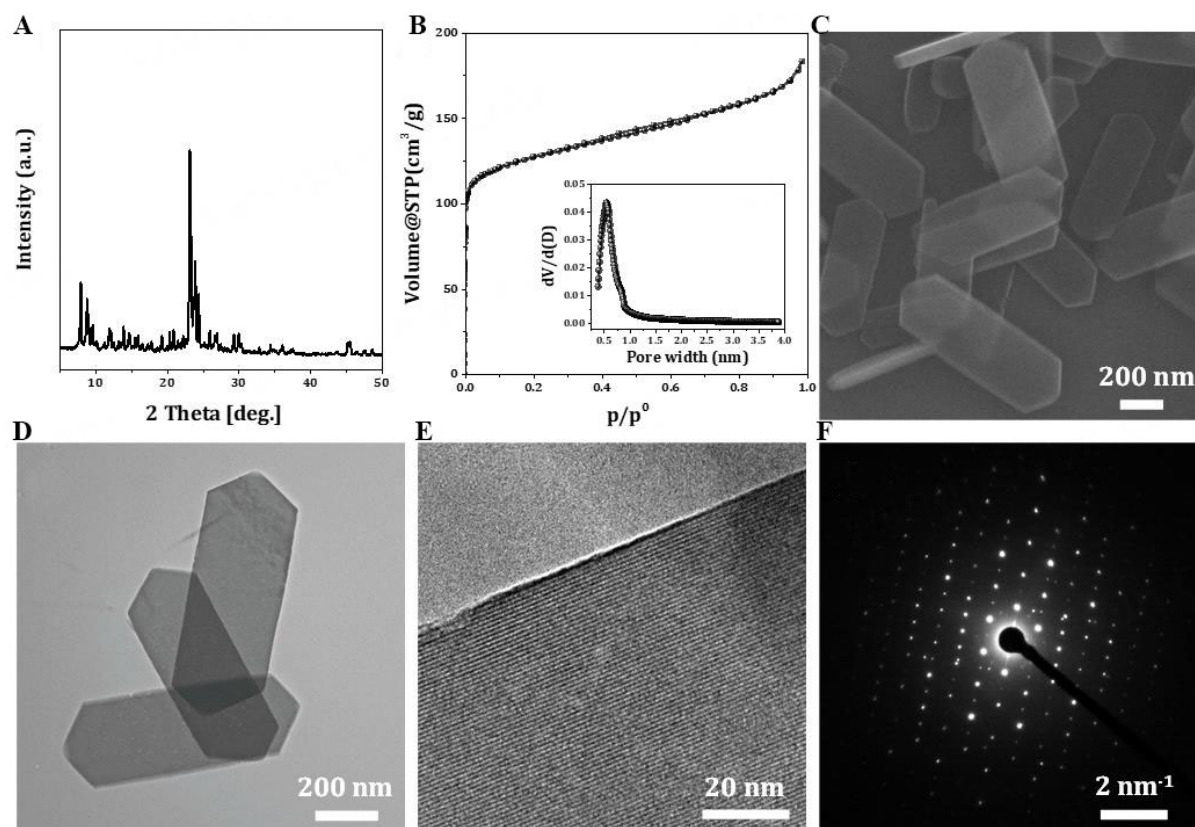 A
Intensity (a.u.)
10
20
30
40
50
2 Theta [deg.]
B
Volume@STP(cm³/g)
200
150
100
50
0
0.0
0.2
0.4
0.6
0.8
1.0
p/p⁰
dV/d(D)
0.05
0.04
0.03
0.02
0.01
0.00
0.5
1.0
1.5
2.0
2.5
3.0
3.5
4.0
Pore width (nm)
C
200 nm
D
200 nm
E
20 nm
F
2 nm⁻¹